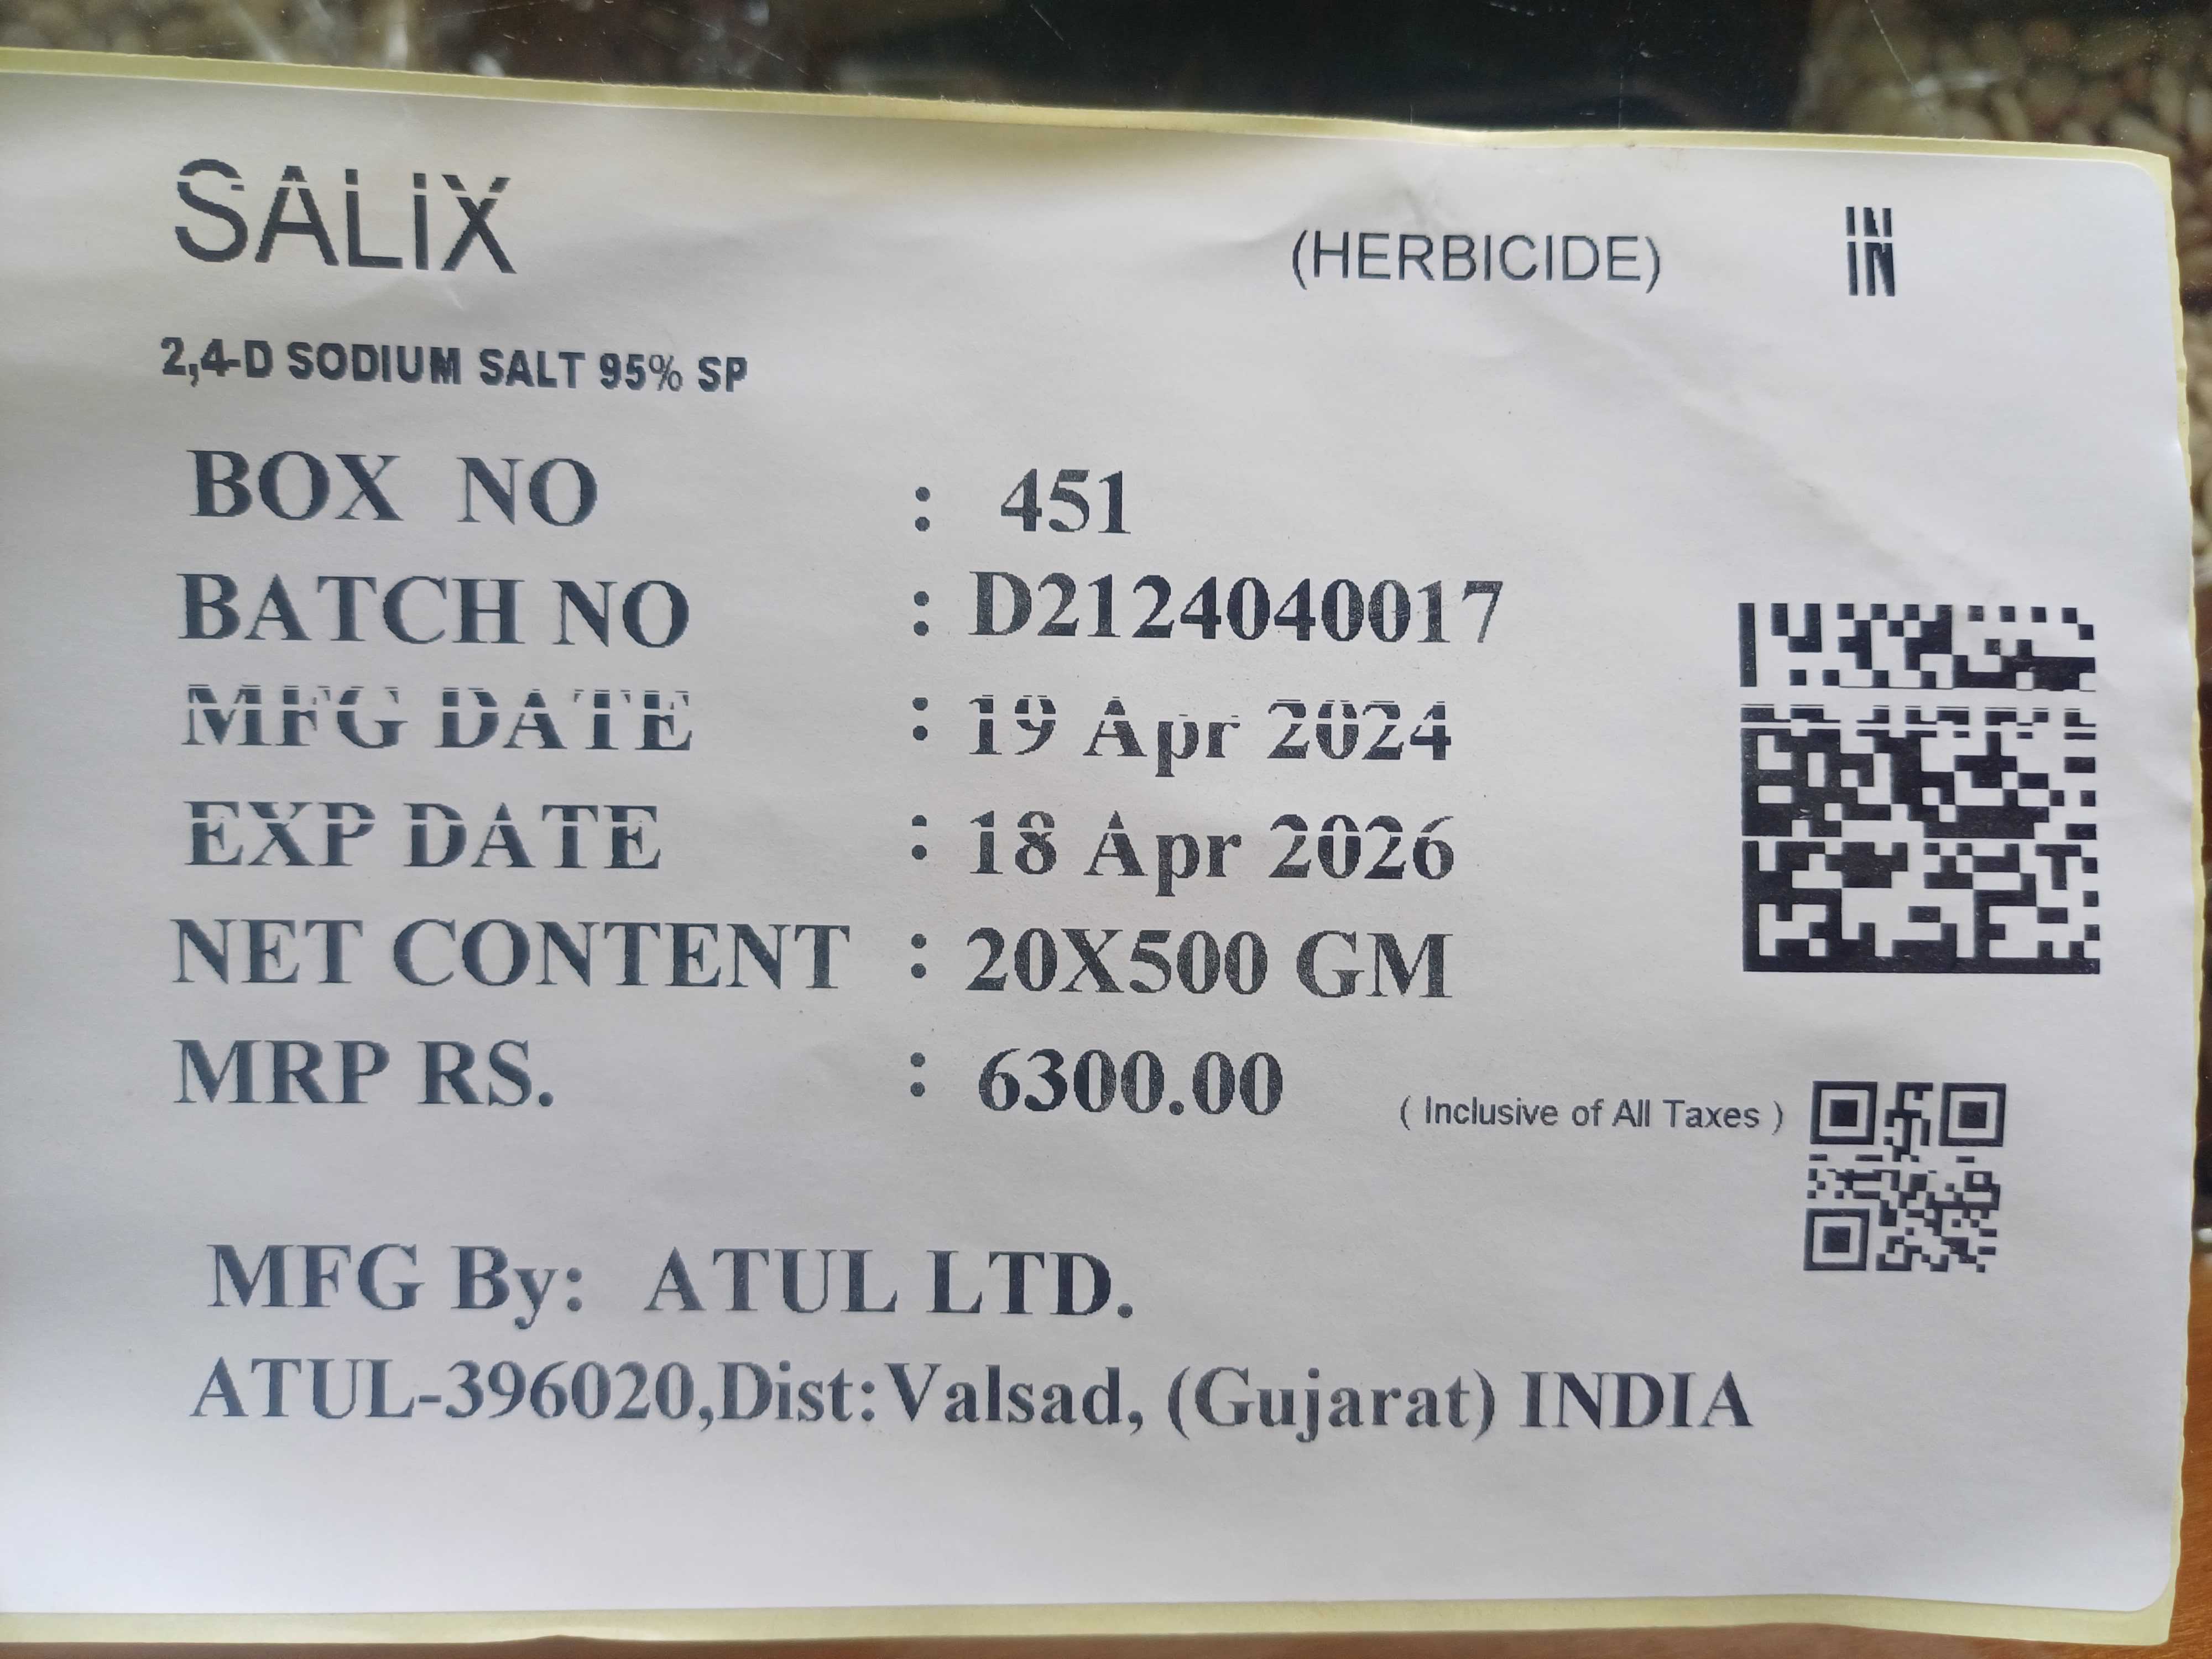 SALiX (HERBICIDE) IN
2,4-D SODIUM SALT 95% SP
BOX NO : 451
BATCH NO : D2124040017
MFG DATE : 19 Apr 2024
EXP DATE : 18 Apr 2026
NET CONTENT : 20X500 GM
MRP RS. : 6300.00 ( Inclusive of All Taxes )
MFG By: ATUL LTD.
ATUL-396020,Dist:Valsad, (Gujarat) INDIA